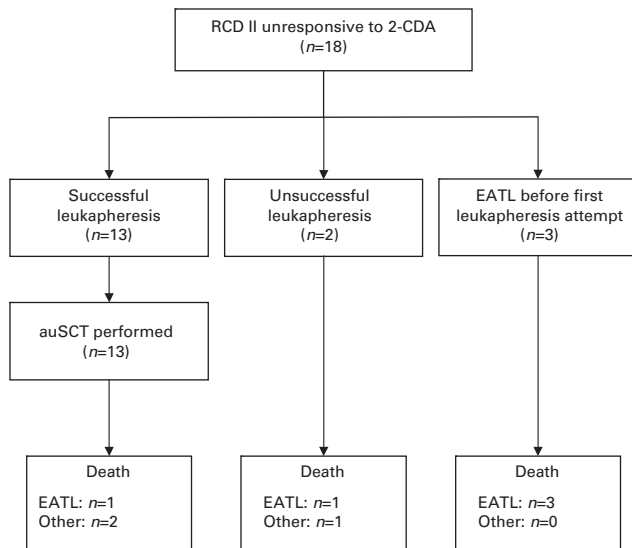 RCD II unresponsive to 2-CDA
(n=18)
Successful
leukapheresis
(n=13)
Unsuccessful
leukapheresis
(n=2)
EATL before first
leukapheresis attempt
(n=3)
auSCT performed
(n=13)
Death
EATL: n=1
Other: n=2
Death
EATL: n=1
Other: n=1
Death
EATL: n=3
Other: n=0